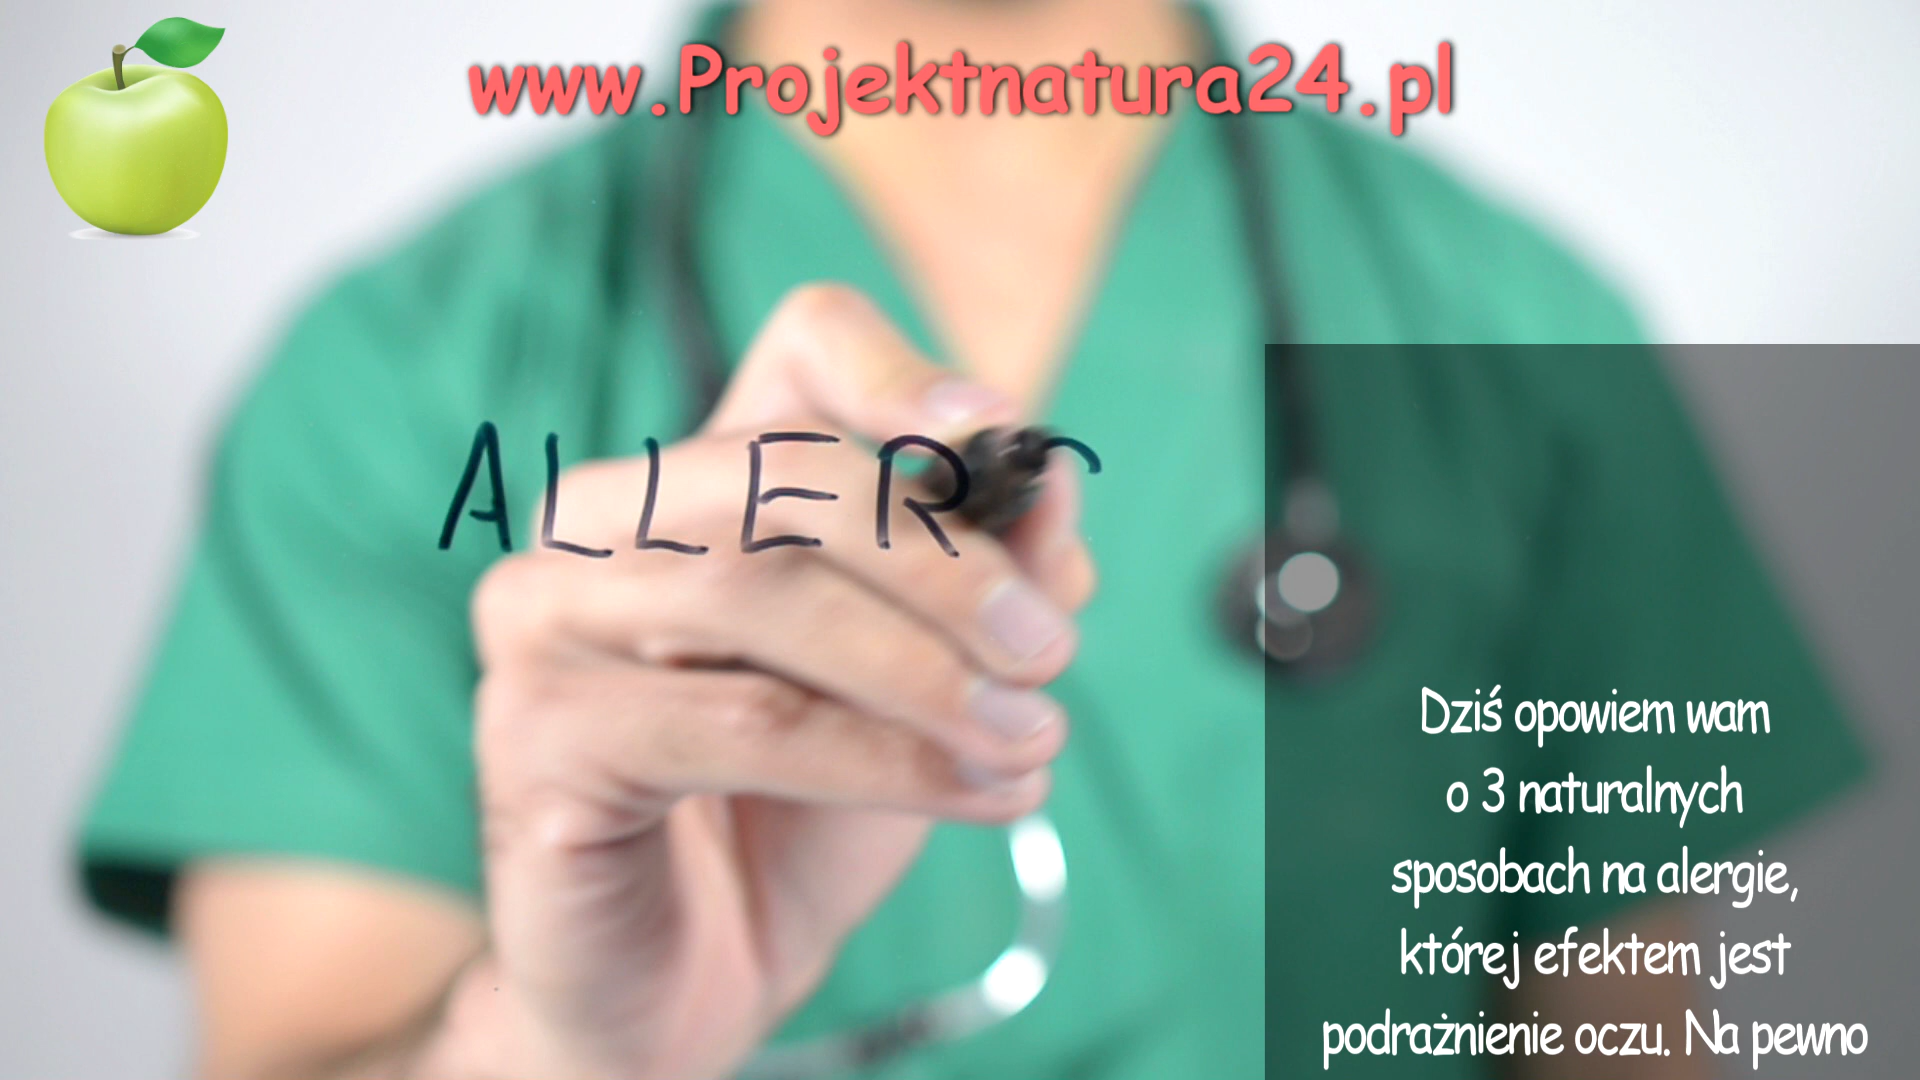 www.Projektnatura24.pl
ALLER
Dziś opowiem wam
o 3 naturalnych
sposobach na alergie,
której efektem jest
podrażnienie oczu. Na pewno